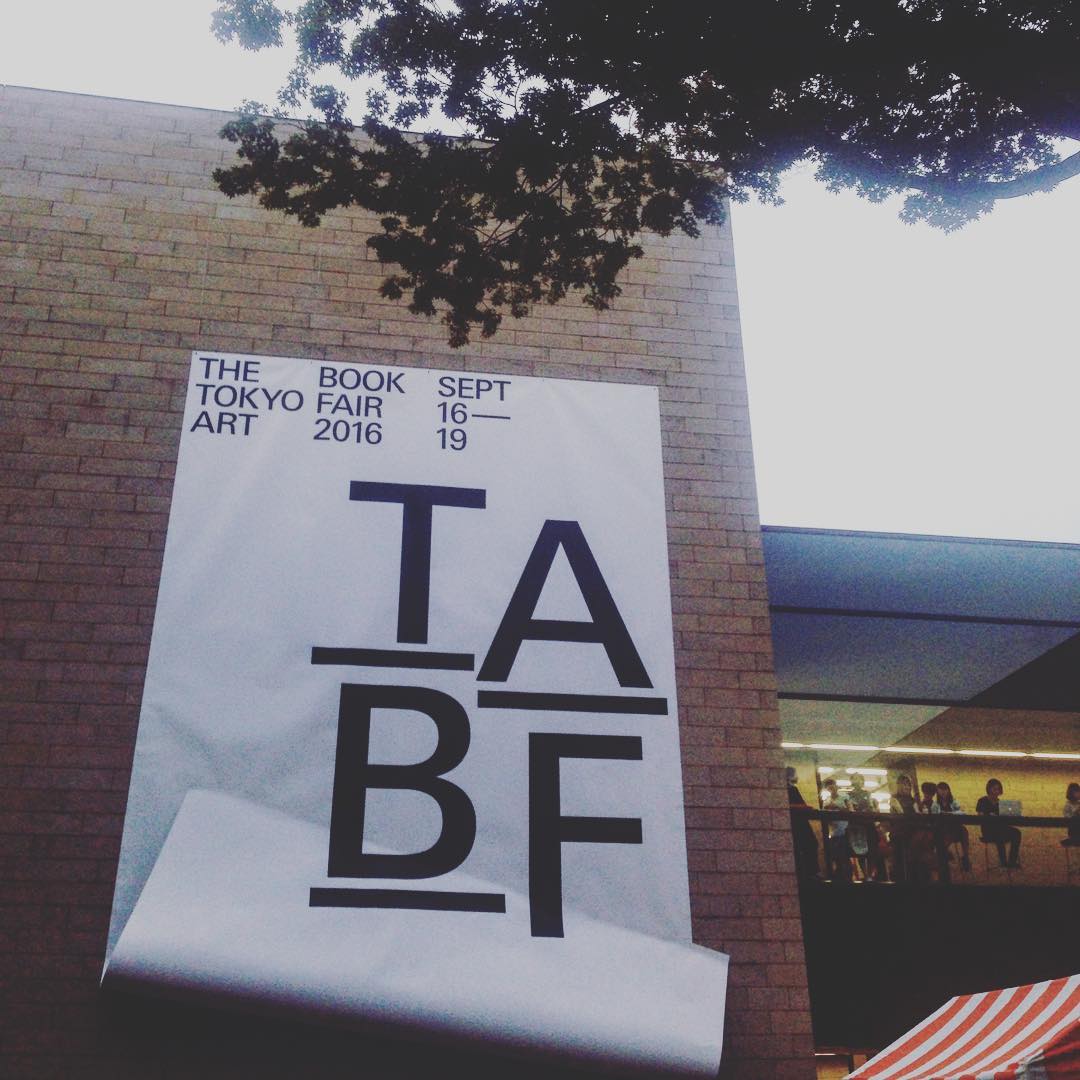 THE
TOKYO
ART
BOOK
FAIR
2016
SEPT
16—
19
TA
BF